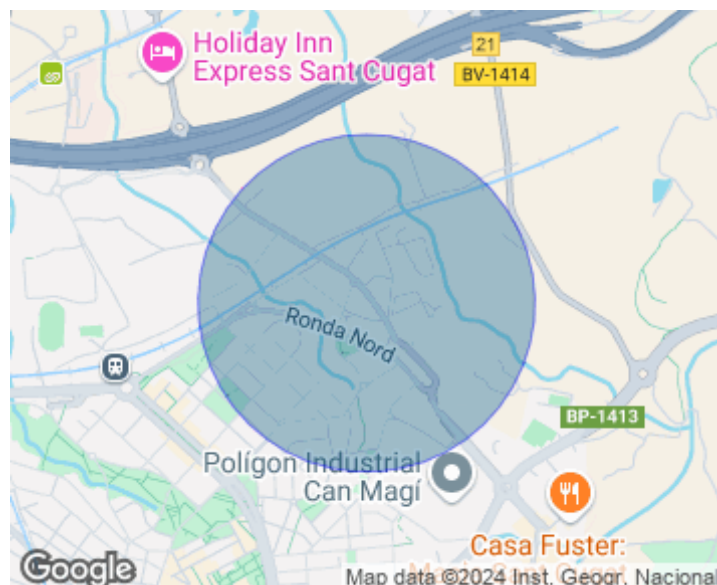 Holiday Inn
Express Sant Cugat
21
BV-1414
Ronda Nord
BP-1413
Polígon Industrial
Can Magí
Casa Fuster:
Google
Map data ©2024 Inst. Geogr. Nacional